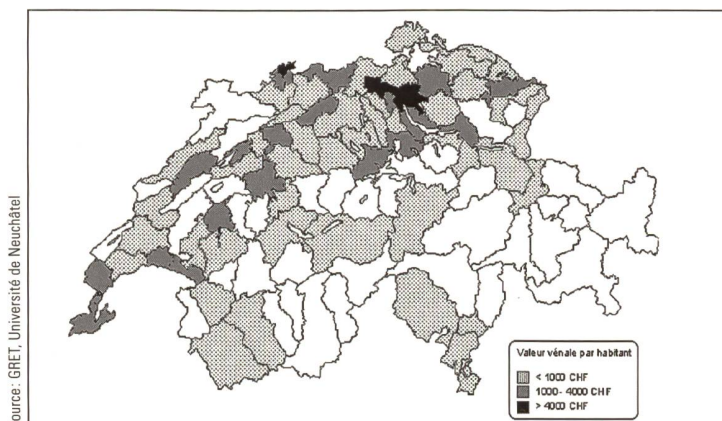 ource: GRET, Université de Neuchâtel
Valeur vénale par habitant
< 1000 CHF
1000 - 4000 CHF
> 4000 CHF